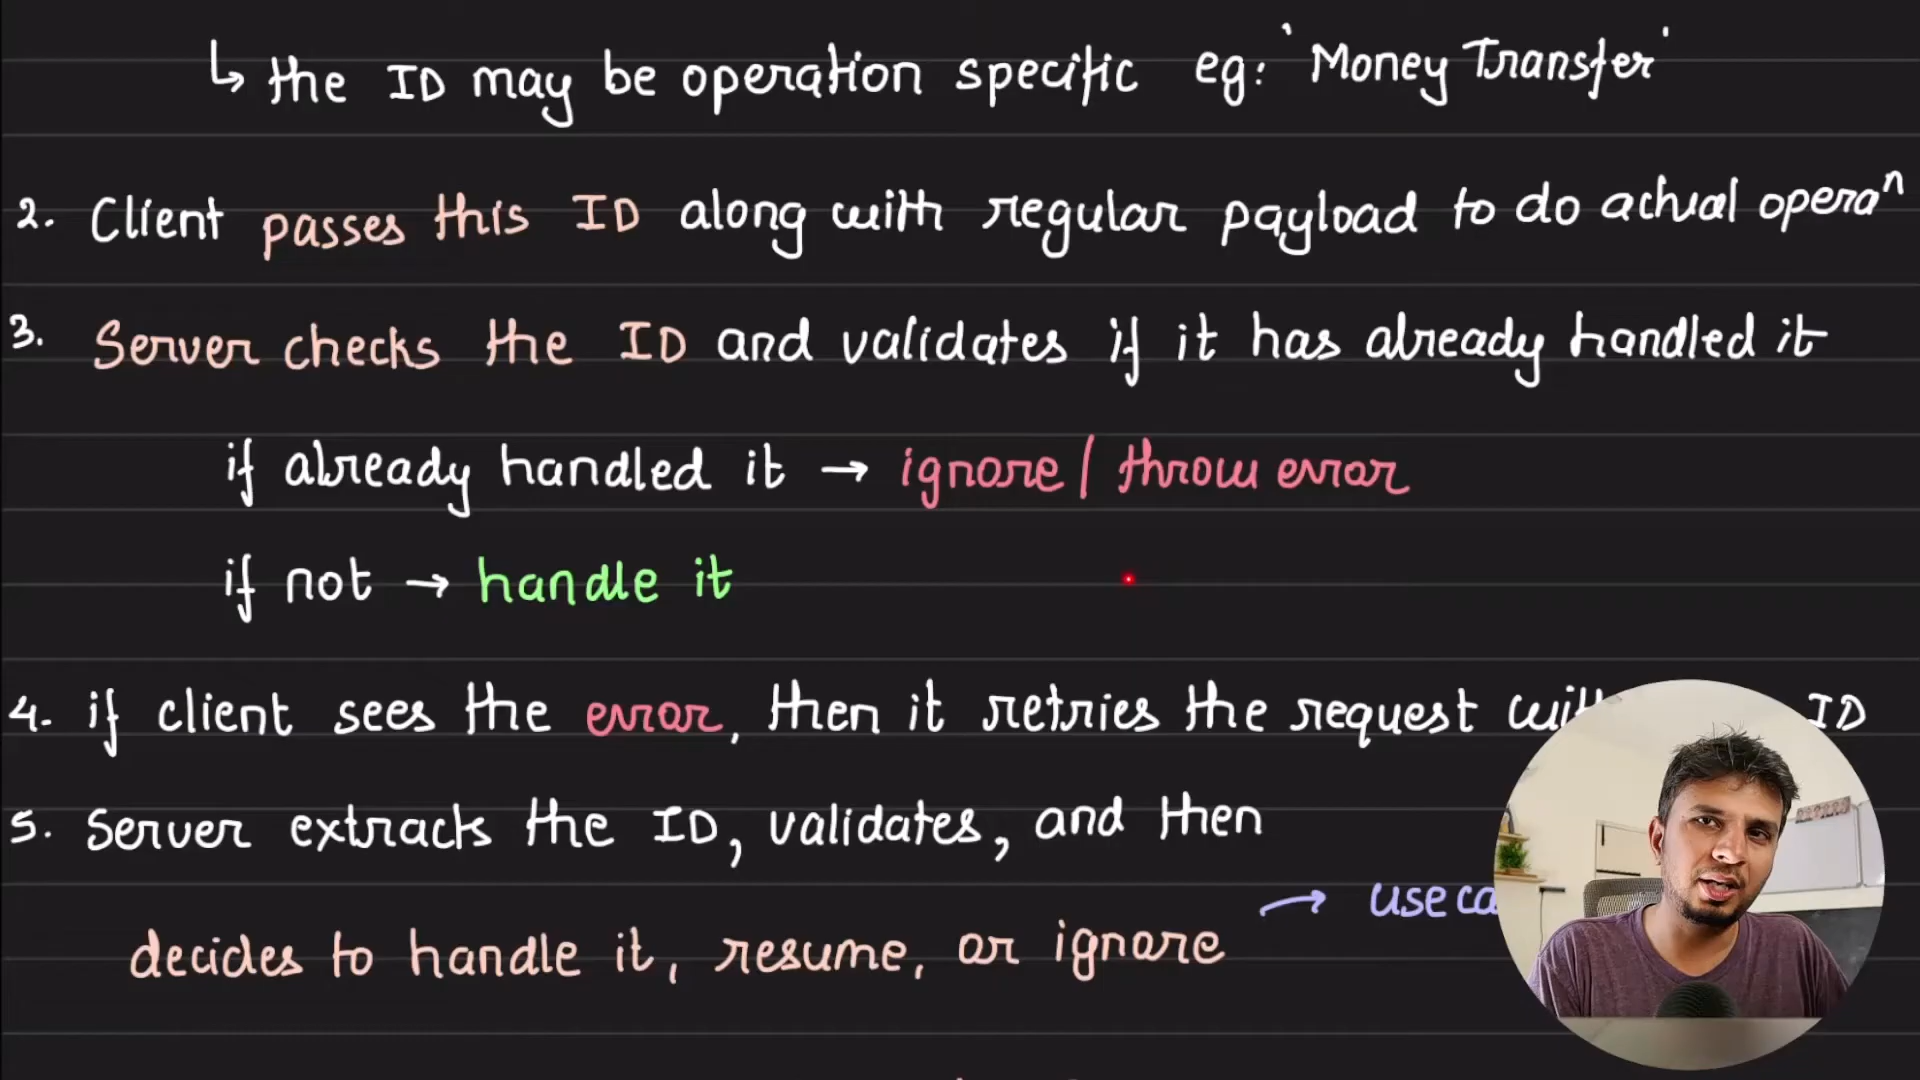 ↳ the ID may be operation specific eg: 'Money Transfer'
2. Client passes this ID along with regular payload to do actual operaⁿ
3. Server checks the ID and validates if it has already handled it
if already handled it → ignore / throw error
if not → handle it
4. if client sees the error, then it retries the request ID
5. Server extracts the ID, validates, and then
decides to handle it, resume, or ignore →